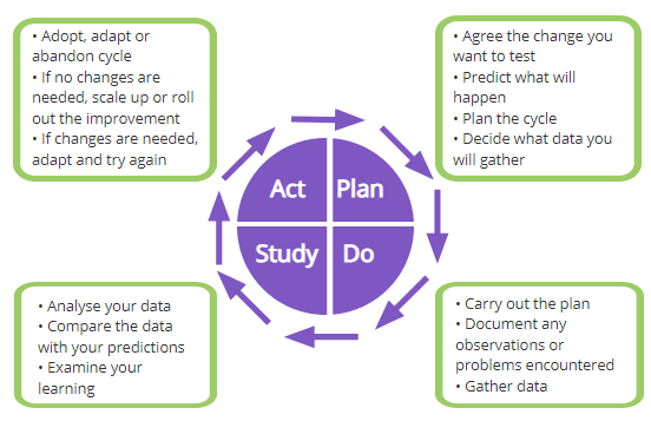 • Adopt, adapt or
abandon cycle
• If no changes are
needed, scale up or roll
out the improvement
• If changes are needed,
adapt and try again
• Agree the change you
want to test
• Predict what will
happen
• Plan the cycle
• Decide what data you
will gather
Act
Plan
Study
Do
• Analyse your data
• Compare the data
with your predictions
• Examine your
learning
• Carry out the plan
• Document any
observations or
problems encountered
• Gather data